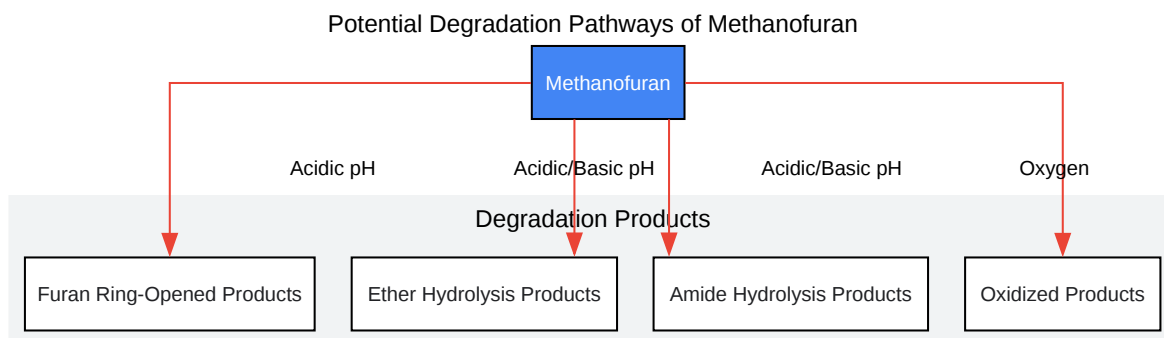 Potential Degradation Pathways of Methanofuran
Methanofuran
Acidic pH
Acidic/Basic pH
Acidic/Basic pH
Oxygen
Degradation Products
Furan Ring-Opened Products
Ether Hydrolysis Products
Amide Hydrolysis Products
Oxidized Products